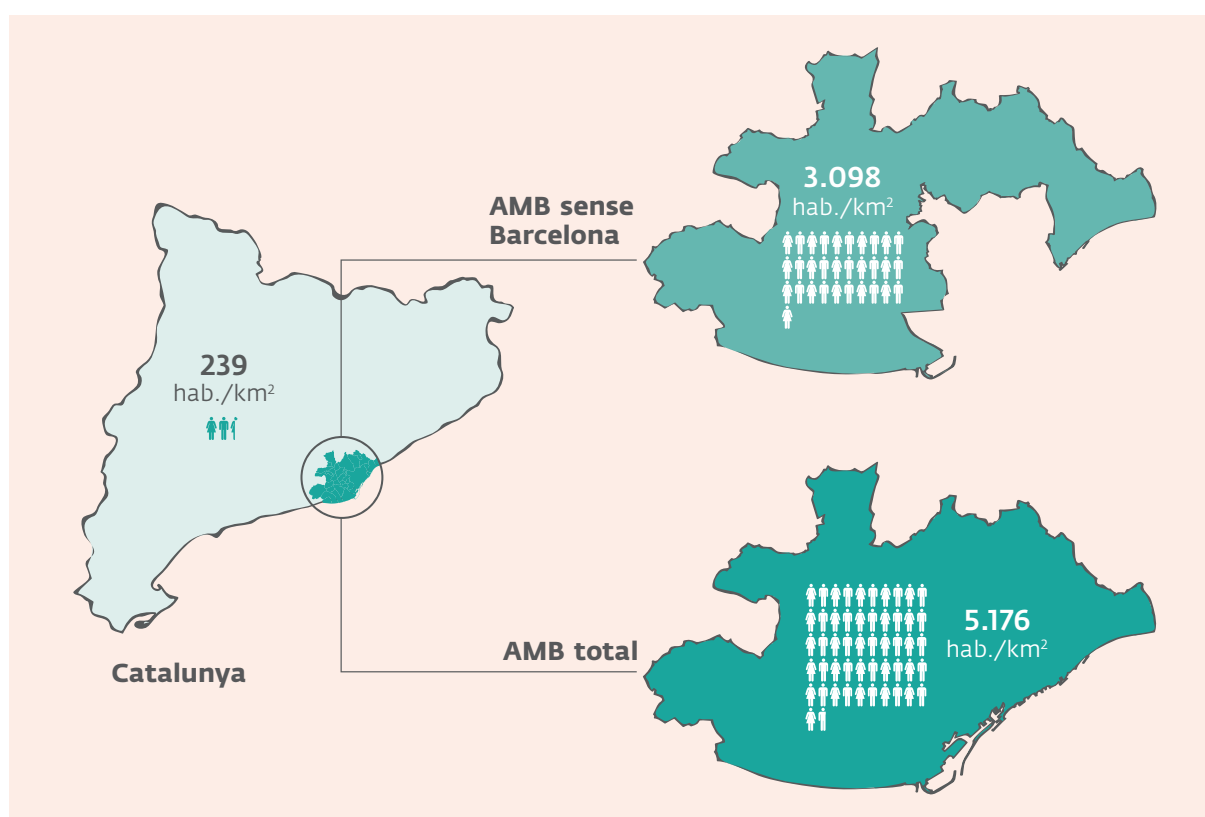 3.098
hab./km²
AMB sense
Barcelona
239
hab./km²
5.176
hab./km²
AMB total
Catalunya